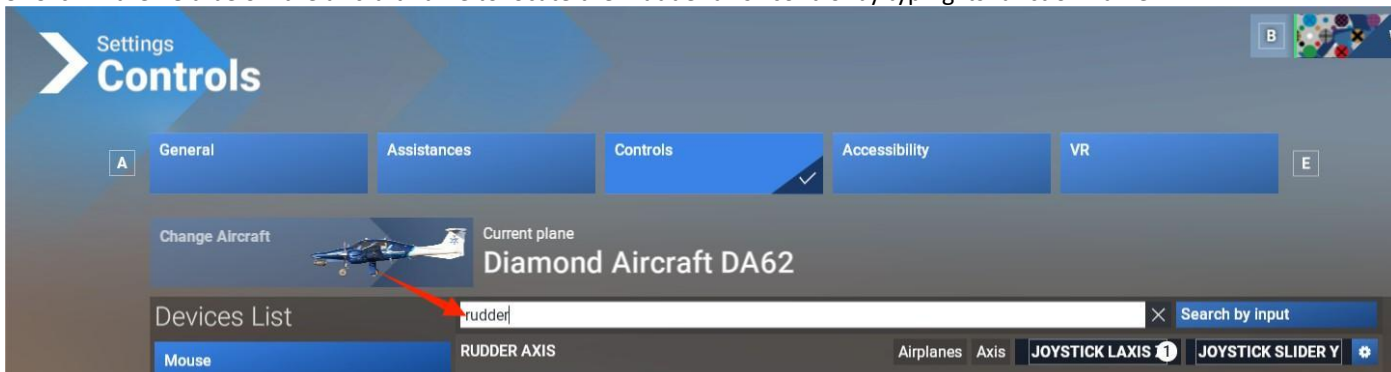 Settings
Controls
B
A
General
Assistances
Controls
Accessibility
VR
E
Change Aircraft
Current plane
Diamond Aircraft DA62
Devices List
rudder
Search by input
Mouse
RUDDER AXIS
Airplanes
Axis
JOYSTICK LAXIS
1
JOYSTICK SLIDER Y